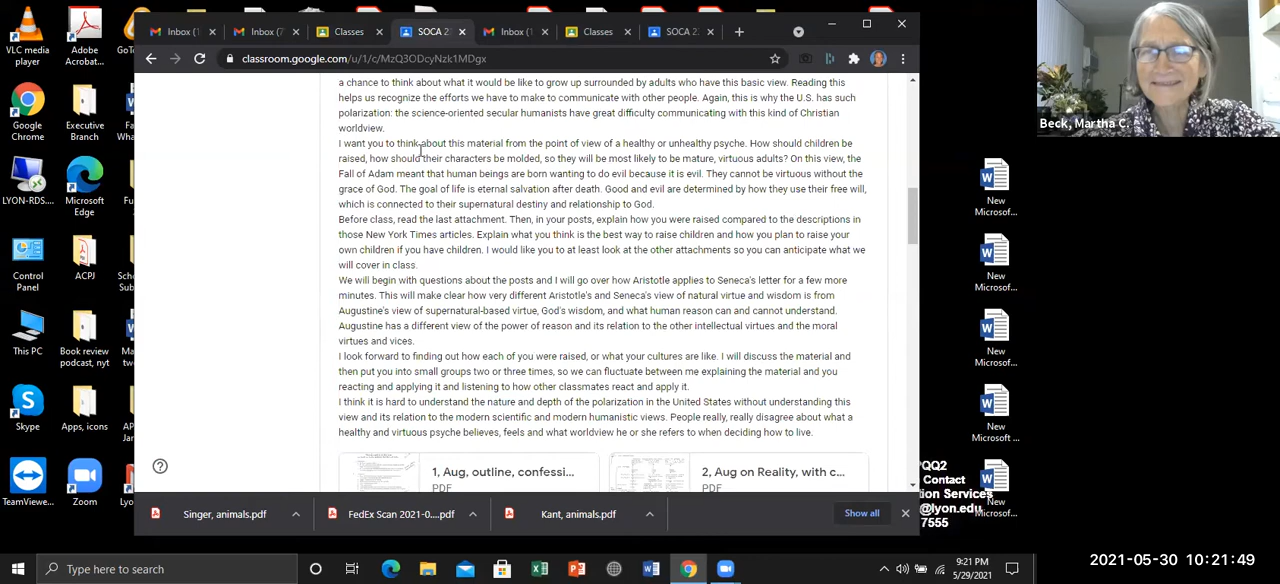 VLC media player
Adobe Acrobat...
Google Chrome
Executive Branch
LYON-RDS...
Microsoft Edge
Control Panel
ACPJ
This PC
Book review podcast, nyt
Skype
Apps, icons
TeamViewer
Zoom
Inbox (1
Inbox (7
Classes
SOCA 2
Inbox (1
Classes
SOCA 2
classroom.google.com/u/1/c/MzQ3ODcyNzk1MDgx
a chance to think about what it would be like to grow up surrounded by adults who have this basic view. Reading this
helps us recognize the efforts we have to make to communicate with other people. Again, this is why the U.S. has such
polarization: the science-oriented secular humanists have great difficulty communicating with this kind of Christian
worldview.
I want you to think about this material from the point of view of a healthy or unhealthy psyche. How should children be
raised, how should their characters be molded, so they will be most likely to be mature, virtuous adults? On this view, the
Fall of Adam meant that human beings are born wanting to do evil because it is evil. They cannot be virtuous without the
grace of God. The goal of life is eternal salvation after death. Good and evil are determined by how they use their free will,
which is connected to their supernatural destiny and relationship to God.
Before class, read the last attachment. Then, in your posts, explain how you were raised compared to the descriptions in
those New York Times articles. Explain what you think is the best way to raise children and how you plan to raise your
own children if you have children. I would like you to at least look at the other attachments so you can anticipate what we
will cover in class.
We will begin with questions about the posts and I will go over how Aristotle applies to Seneca's letter for a few more
minutes. This will make clear how very different Aristotle's and Seneca's view of natural virtue and wisdom is from
Augustine's view of supernatural-based virtue, God's wisdom, and what human reason can and cannot understand.
Augustine has a different view of the power of reason and its relation to the other intellectual virtues and the moral
virtues and vices.
I look forward to finding out how each of you were raised, or what your cultures are like. I will discuss the material and
then put you into small groups two or three times, so we can fluctuate between me explaining the material and you
reacting and applying it and listening to how other classmates react and apply it.
I think it is hard to understand the nature and depth of the polarization in the United States without understanding this
view and its relation to the modern scientific and modern humanistic views. People really, really disagree about what a
healthy and virtuous psyche believes, feels and what worldview he or she refers to when deciding how to live.
1, Aug, outline, confessi...
PDF
2, Aug on Reality, with c...
PDF
Singer, animals.pdf
FedEx Scan 2021-0....pdf
Kant, animals.pdf
Show all
Beck, Martha C.
New Microsof...
New Microsof...
New Microsof...
New Microsof...
New Microsof...
PQQ2
Contact
tion Services
@lyon.edu
7555
Type here to search
9:21 PM
5/29/2021
2021-05-30 10:21:49